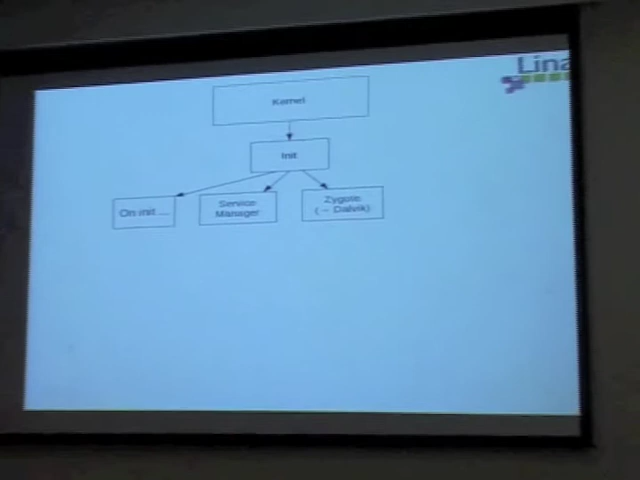 Lina
Kernel
Init
On init ...
Service
Manager
Zygote
(-- Dalvik)